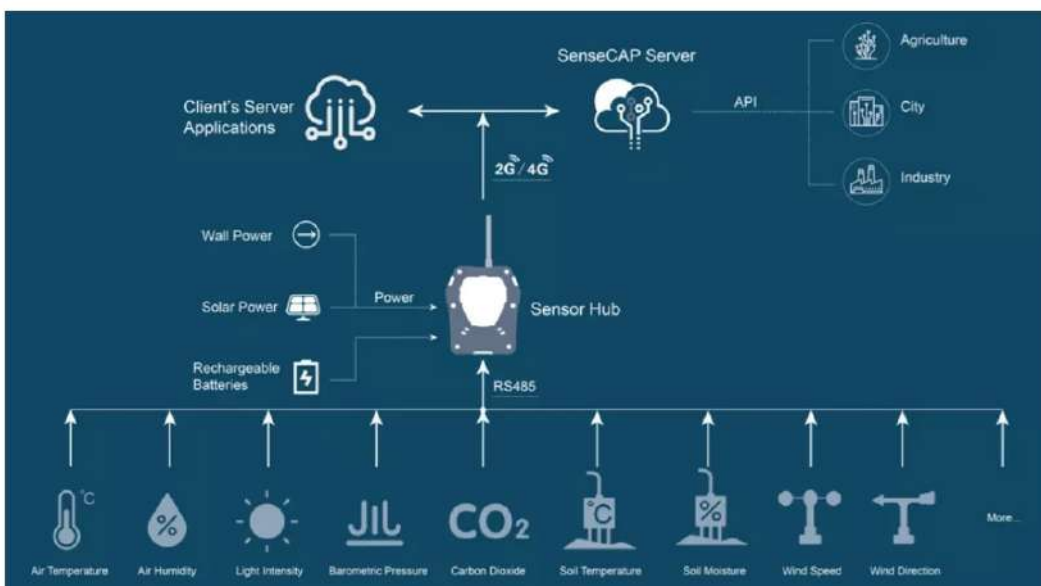 SenseCAP Server
Agriculture
Client's Server
Applications
API
City
2G / 4G
Industry
Wall Power
Solar Power
Power
Sensor Hub
Rechargeable
Batteries
RS485
°C
%
CO₂
°C
%
More...
Air Temperature
Air Humidity
Light Intensity
Barometric Pressure
Carbon Dioxide
Soil Temperature
Soil Moisture
Wind Speed
Wind Direction